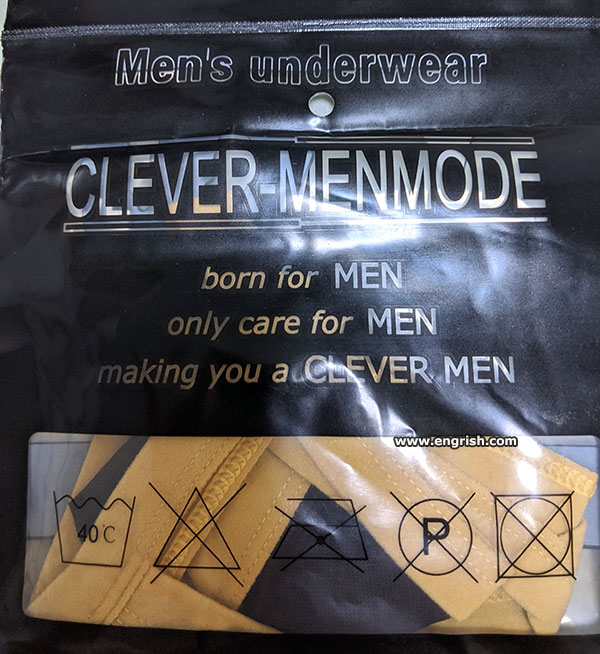 Men's underwear
CLEVER-MENMODE
born for MEN
only care for MEN
making you a CLEVER MEN
www.engrish.com
40℃
P